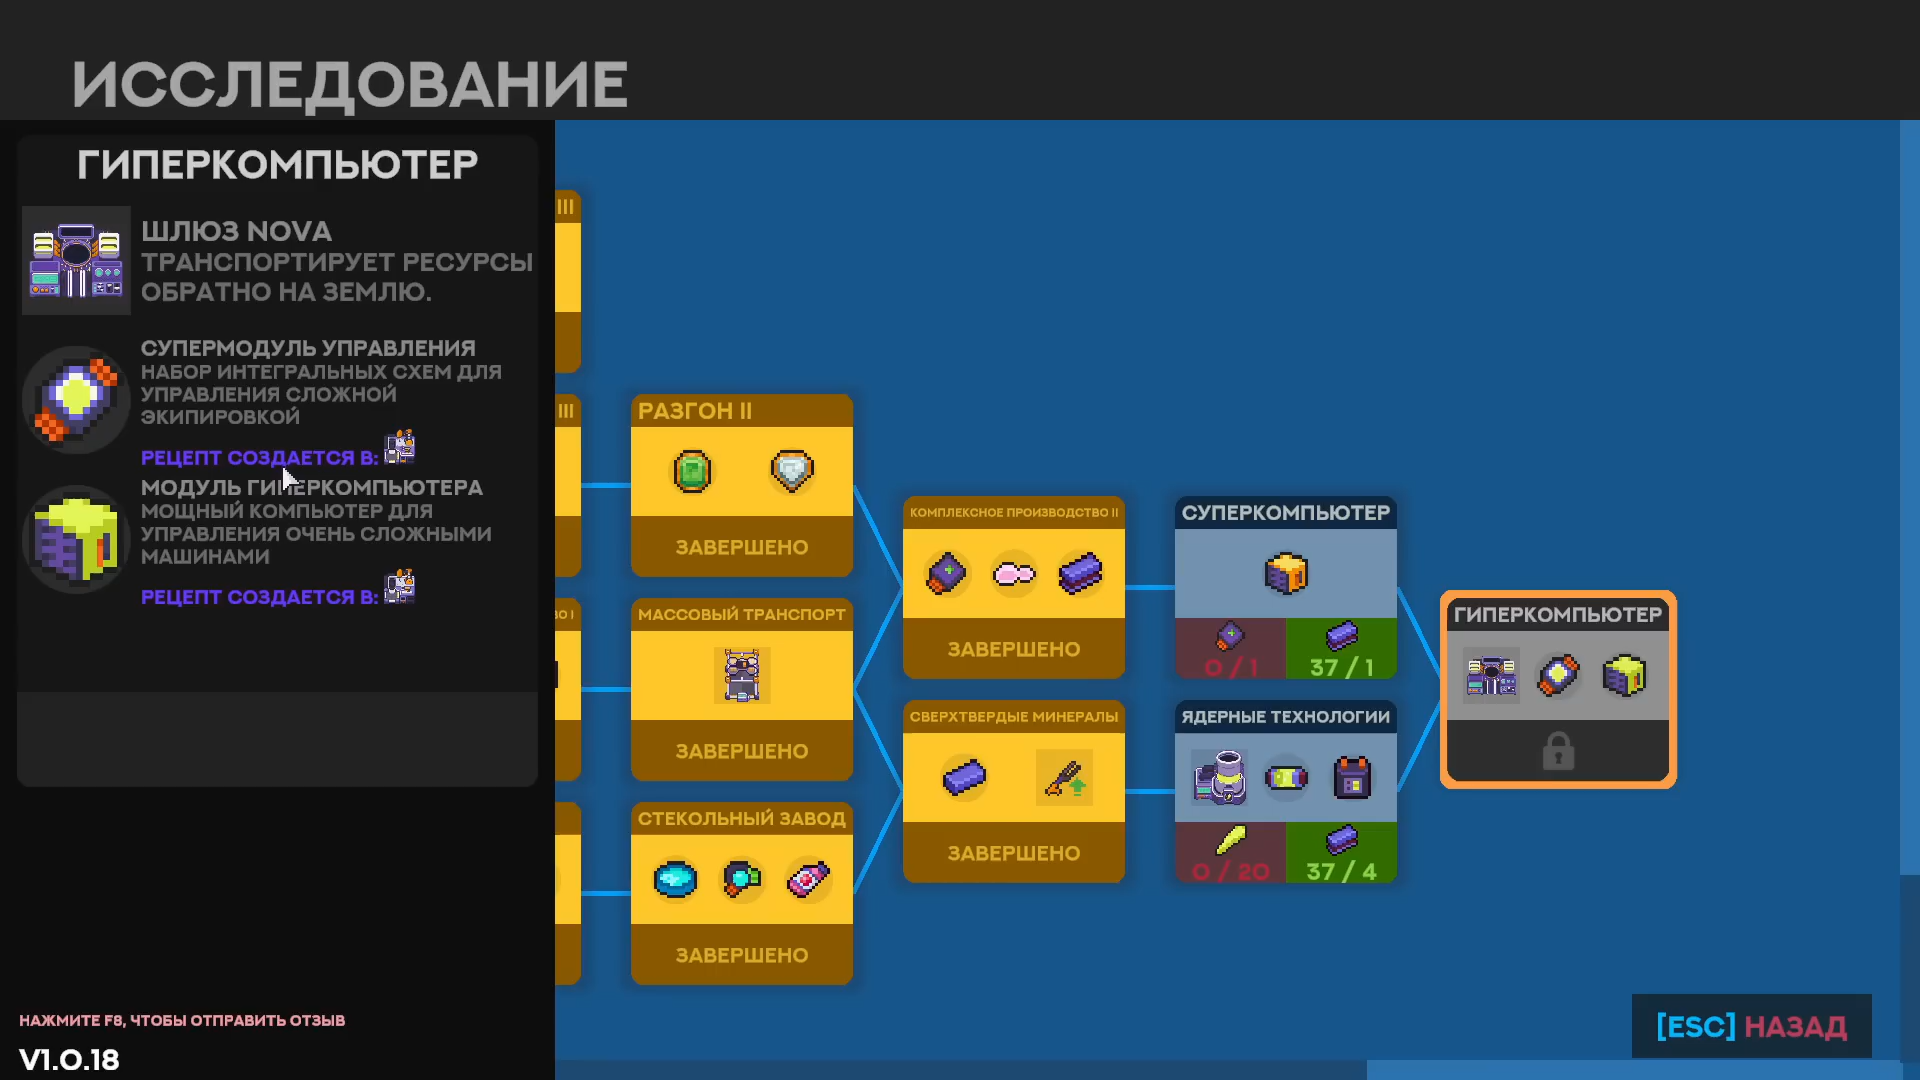 ИССЛЕДОВАНИЕ
ГИПЕРКОМПЬЮТЕР
ШЛЮЗ NOVA
ТРАНСПОРТИРУЕТ РЕСУРСЫ
ОБРАТНО НА ЗЕМЛЮ.
СУПЕРМОДУЛЬ УПРАВЛЕНИЯ
НАБОР ИНТЕГРАЛЬНЫХ СХЕМ ДЛЯ
УПРАВЛЕНИЯ СЛОЖНОЙ
ЭКИПИРОВКОЙ
РЕЦЕПТ СОЗДАЕТСЯ В:
МОДУЛЬ ГИПЕРКОМПЬЮТЕРА
МОЩНЫЙ КОМПЬЮТЕР ДЛЯ
УПРАВЛЕНИЯ ОЧЕНЬ СЛОЖНЫМИ
МАШИНАМИ
РЕЦЕПТ СОЗДАЕТСЯ В:
НАЖМИТЕ F8, ЧТОБЫ ОТПРАВИТЬ ОТЗЫВ
V1.0.18
III
III
ВО I
РАЗГОН II
ЗАВЕРШЕНО
МАССОВЫЙ ТРАНСПОРТ
ЗАВЕРШЕНО
СТЕКОЛЬНЫЙ ЗАВОД
ЗАВЕРШЕНО
КОМПЛЕКСНОЕ ПРОИЗВОДСТВО II
ЗАВЕРШЕНО
СВЕРХТВЕРДЫЕ МИНЕРАЛЫ
ЗАВЕРШЕНО
СУПЕРКОМПЬЮТЕР
0 / 1
37 / 1
ЯДЕРНЫЕ ТЕХНОЛОГИИ
0 / 20
37 / 4
ГИПЕРКОМПЬЮТЕР
[ESC] НАЗАД